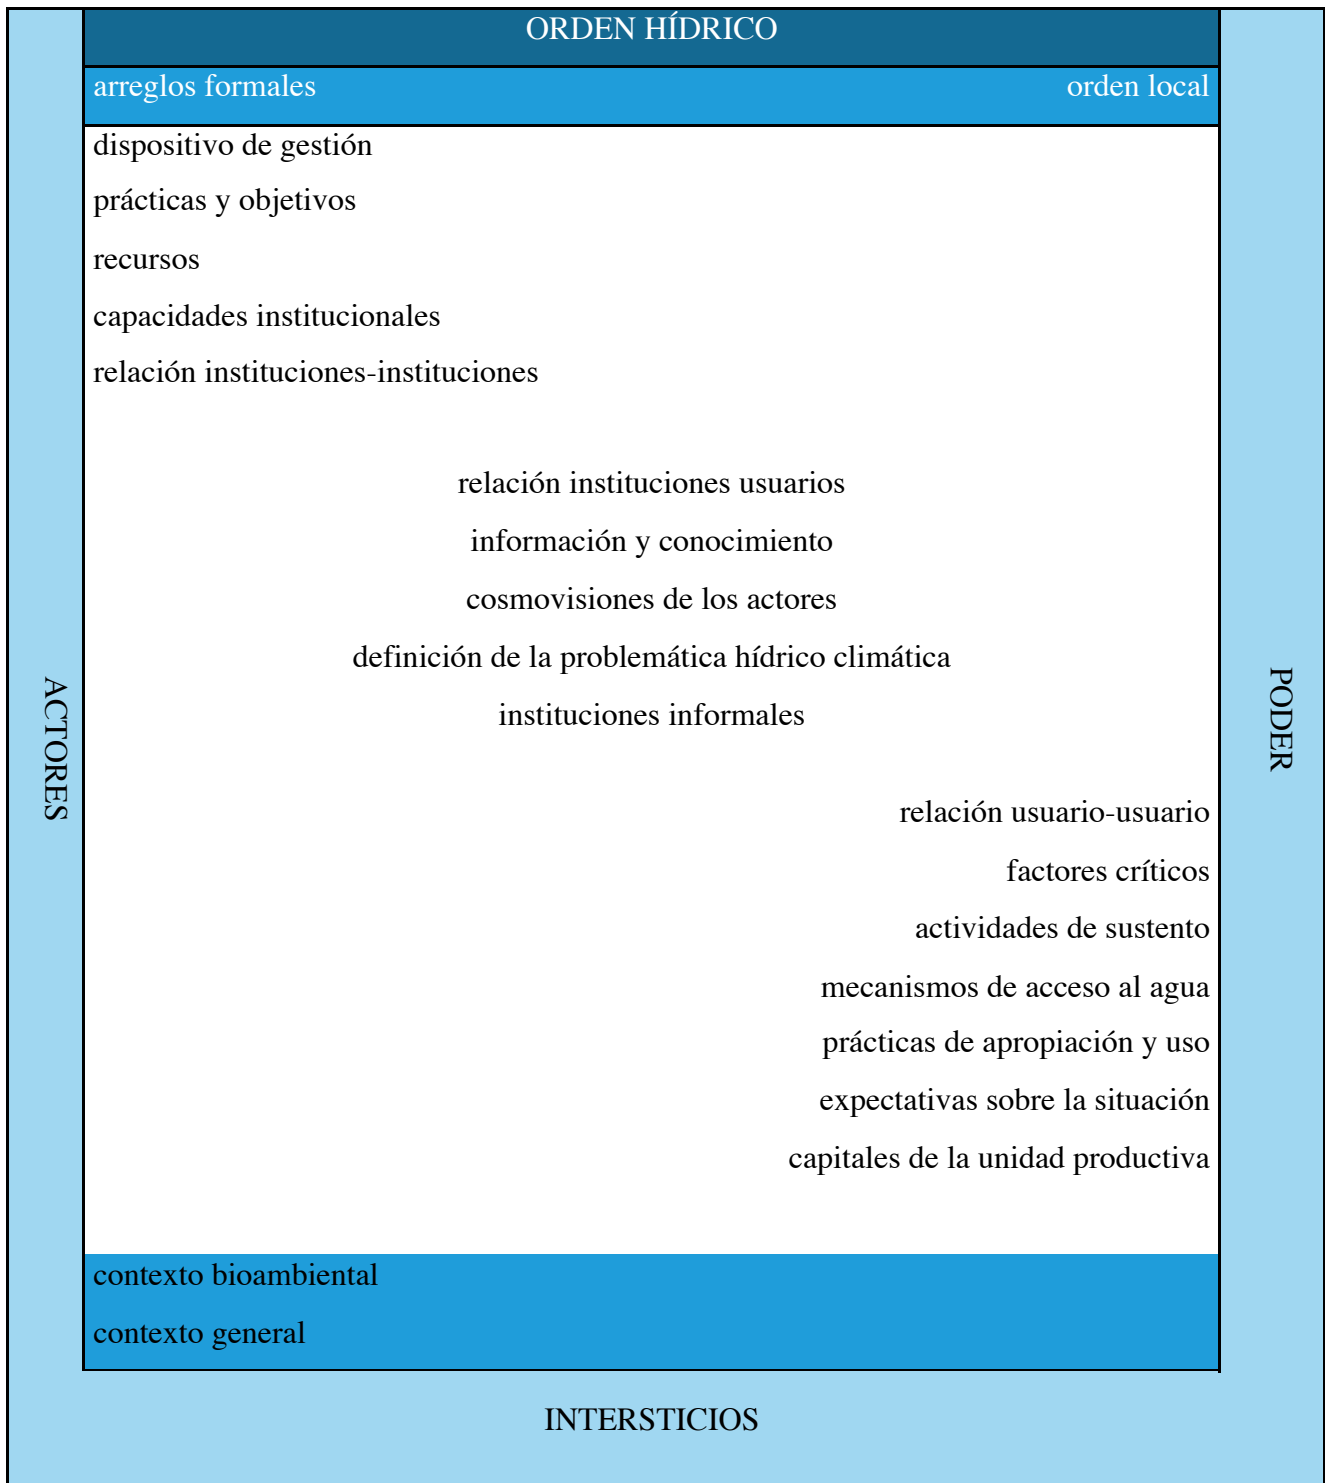 ORDEN HÍDRICO
arreglos formales
orden local
dispositivo de gestión
prácticas y objetivos
recursos
capacidades institucionales
relación instituciones-instituciones
relación instituciones usuarios
información y conocimiento
cosmovisiones de los actores
definición de la problemática hídrico climática
instituciones informales
ACTORES
PODER
relación usuario-usuario
factores críticos
actividades de sustento
mecanismos de acceso al agua
prácticas de apropiación y uso
expectativas sobre la situación
capitales de la unidad productiva
contexto bioambiental
contexto general
INTERSTICIOS